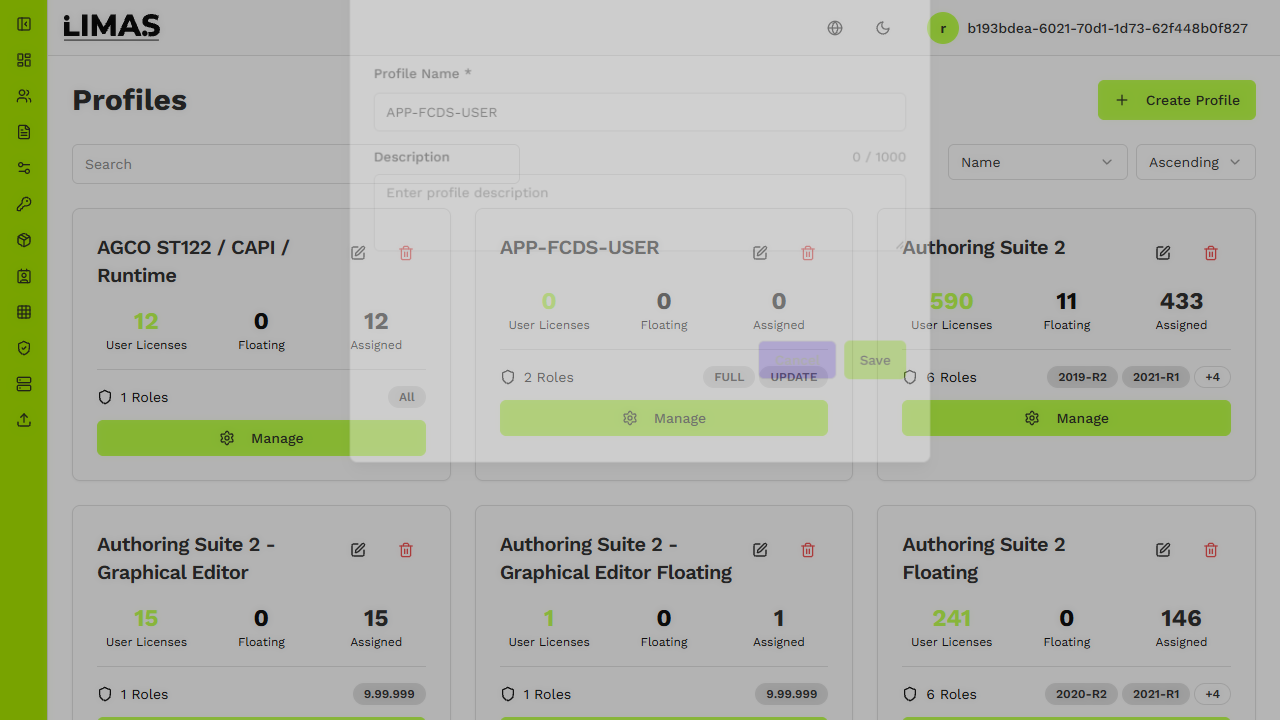 LIMAS
r
b193bdea-6021-70d1-1d73-62f448b0f827
Profile Name *
APP-FCDS-USER
Description
0 / 1000
Enter profile description
Save
Profiles
Create Profile
Search
Name
Ascending
AGCO ST122 / CAPI /
Runtime
12
0
12
User Licenses
Floating
Assigned
1 Roles
All
Manage
APP-FCDS-USER
0
0
0
User Licenses
Floating
Assigned
2 Roles
FULL
UPDATE
Manage
Authoring Suite 2
590
11
433
User Licenses
Floating
Assigned
6 Roles
2019-R2
2021-R1
+4
Manage
Authoring Suite 2 -
Graphical Editor
15
0
15
User Licenses
Floating
Assigned
1 Roles
9.99.999
Authoring Suite 2 -
Graphical Editor Floating
1
0
1
User Licenses
Floating
Assigned
1 Roles
9.99.999
Authoring Suite 2
Floating
241
0
146
User Licenses
Floating
Assigned
6 Roles
2020-R2
2021-R1
+4